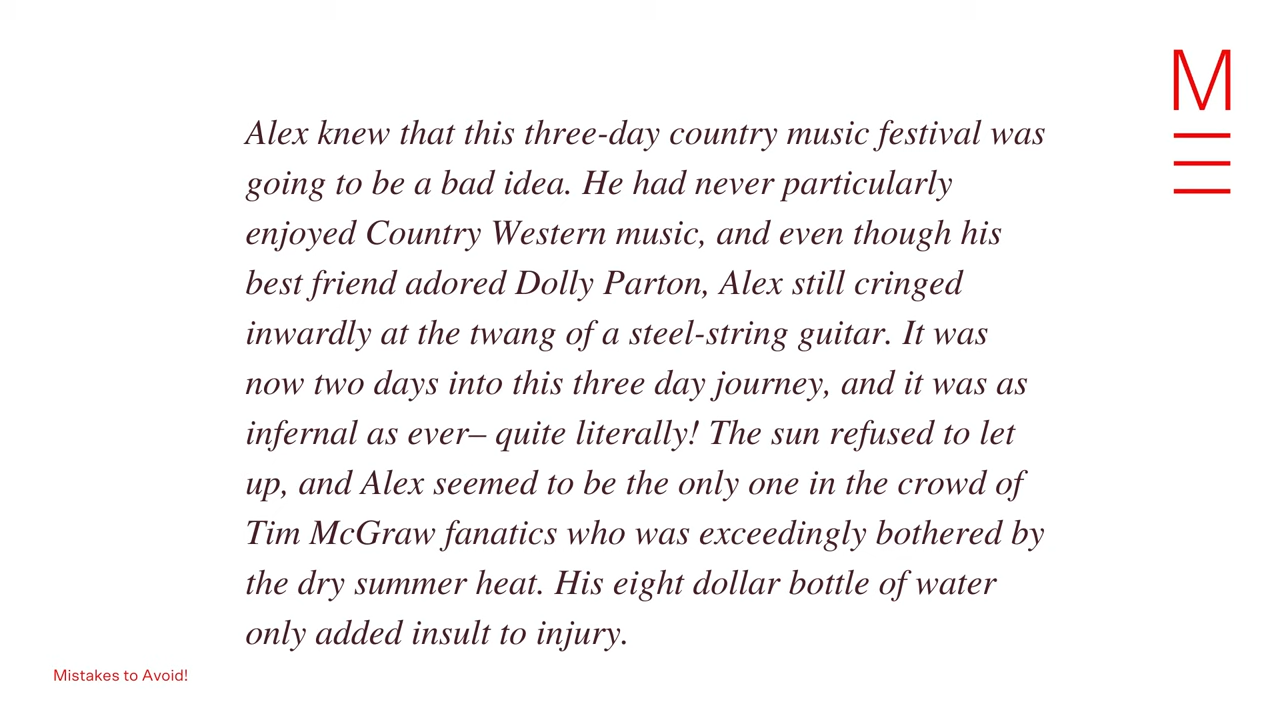 M
Alex knew that this three-day country music festival was
going to be a bad idea. He had never particularly
enjoyed Country Western music, and even though his
best friend adored Dolly Parton, Alex still cringed
inwardly at the twang of a steel-string guitar. It was
now two days into this three day journey, and it was as
infernal as ever– quite literally! The sun refused to let
up, and Alex seemed to be the only one in the crowd of
Tim McGraw fanatics who was exceedingly bothered by
the dry summer heat. His eight dollar bottle of water
only added insult to injury.
Mistakes to Avoid!